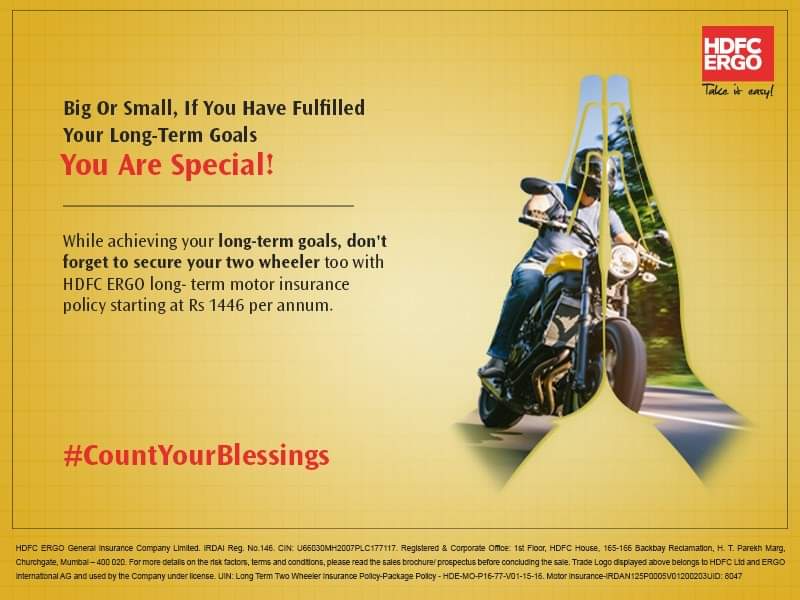 HDFC
ERGO
Take it easy!
Big Or Small, If You Have Fulfilled
Your Long-Term Goals
You Are Special!
While achieving your long-term goals, don't
forget to secure your two wheeler too with
HDFC ERGO long- term motor insurance
policy starting at Rs 1446 per annum.
#CountYourBlessings
HDFC ERGO General Insurance Company Limited. IRDAI Reg. No.146. CIN: U66030MH2007PLC177117. Registered & Corporate Office: 1st Floor, HDFC House, 165-166 Backbay Reclamation, H. T. Parekh Marg,
Churchgate, Mumbai – 400 020. For more details on the risk factors, terms and conditions, please read the sales brochure/ prospectus before concluding the sale. Trade Logo displayed above belongs to HDFC Ltd and ERGO
International AG and used by the Company under license. UIN: Long Term Two Wheeler Insurance Policy-Package Policy - HDE-MO-P16-77-V01-15-16. Motor Insurance-IRDAN125P0005V01200203UID: 8047